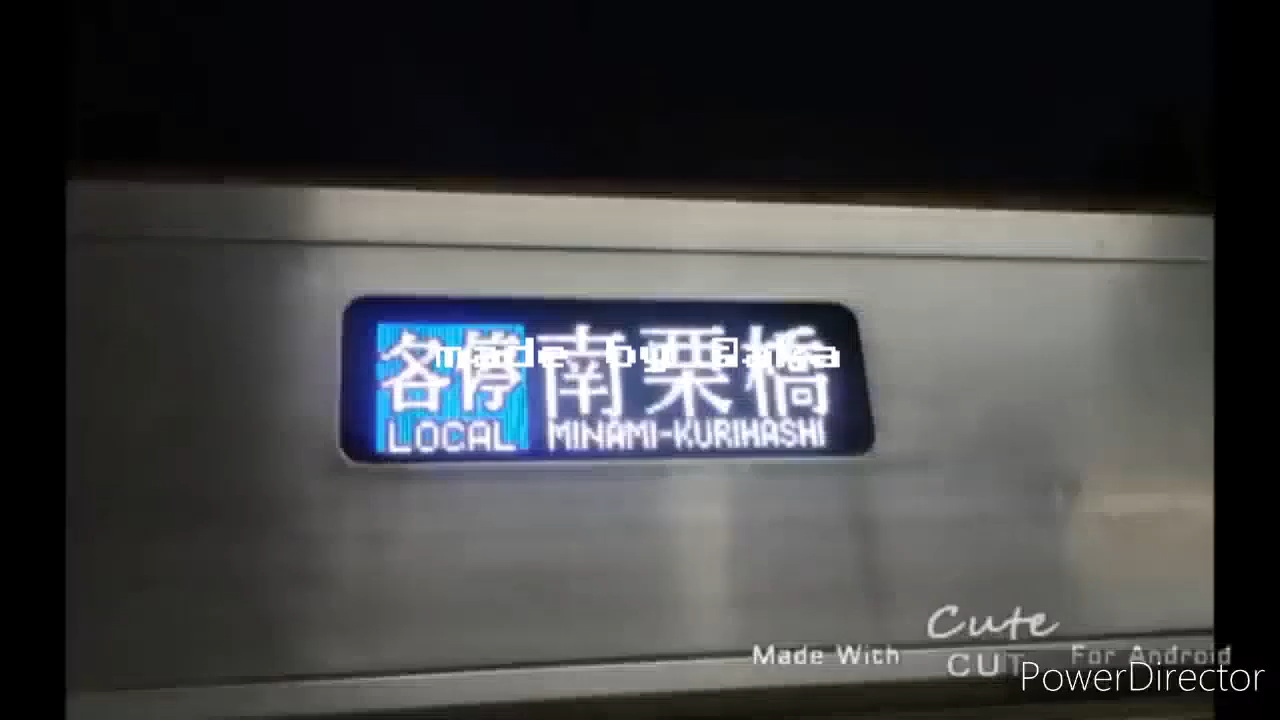 各停 南栗橋
made by
LOCAL MINAMI-KURIHASHI
Cute
Made With CUT For Android
PowerDirector